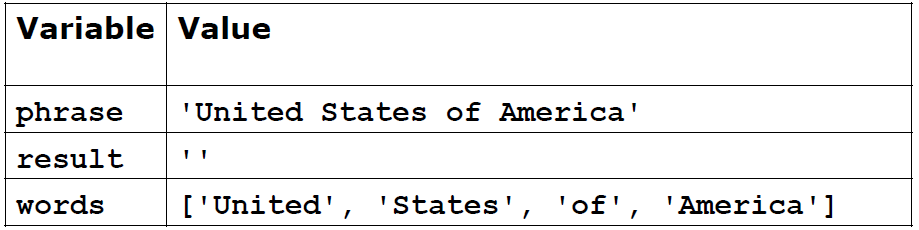 Variable Value
phrase 'United States of America'
result ''
words ['United', 'States', 'of', 'America']